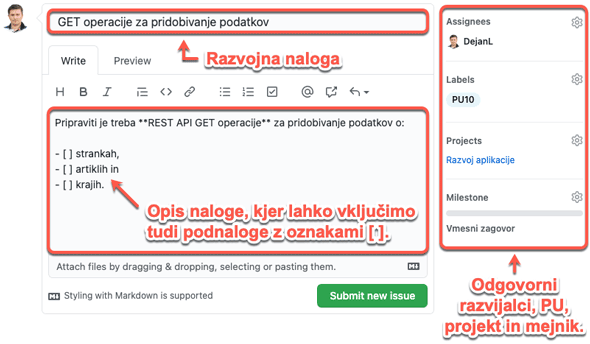 GET operacije za pridobivanje podatkov
Razvojna naloga
Write
Preview
Pripraviti je treba **REST API GET operacije** za pridobivanje podatkov o:
- [ ] strankah,
- [ ] artiklih in
- [ ] krajih.
Opis naloge, kjer lahko vključimo
tudi podnaloge z oznakami [ ].
Attach files by dragging & dropping, selecting or pasting them.
Styling with Markdown is supported
Submit new issue
Assignees
DejanL
Labels
PU10
Projects
Razvoj aplikacije
Milestone
Vmesni zagovor
Odgovorni
razvijalci, PU,
projekt in mejnik.